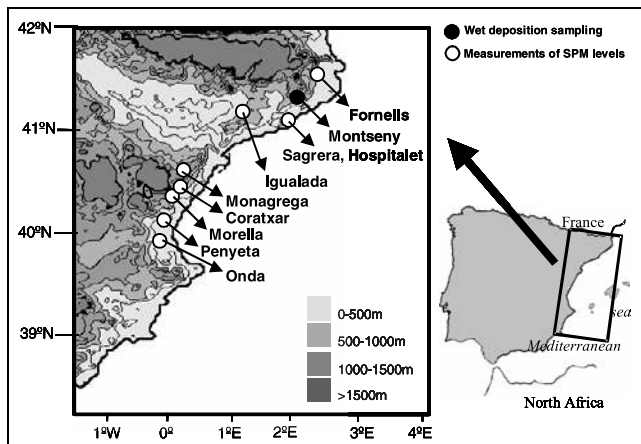 42ºN
41ºN
40ºN
39ºN
1ºW
0º
1ºE
2ºE
3ºE
4ºE
Fornells
Montseny
Sagrera, Hospitalet
Igualada
Monagrega
Coratxar
Morella
Penyeta
Onda
0-500m
500-1000m
1000-1500m
>1500m
Wet deposition sampling
Measurements of SPM levels
France
sea
Mediterranean
North Africa